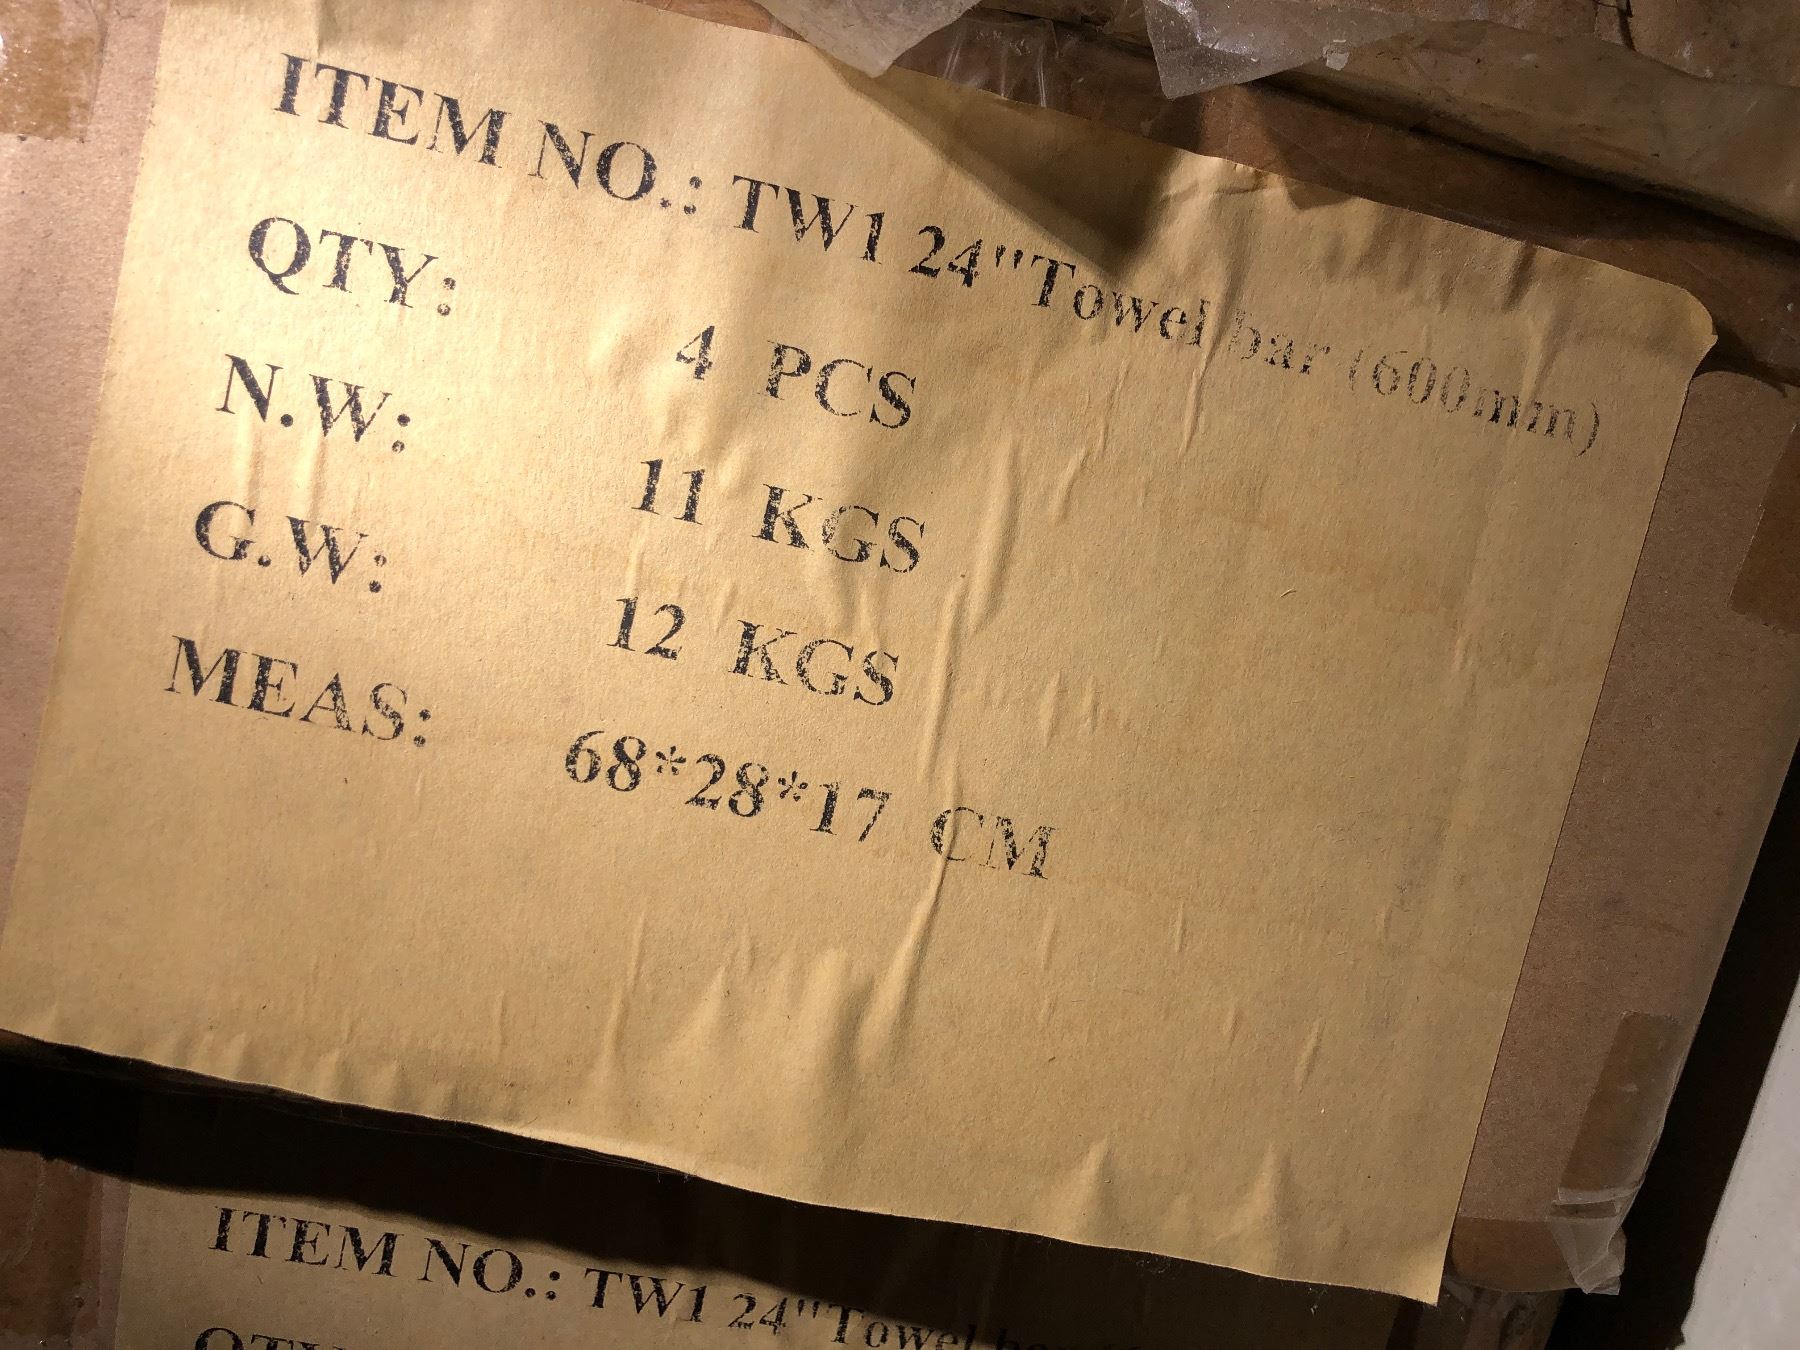 ITEM NO.: TW1 24"Towel bar (600mm)
QTY: 4 PCS
N.W: 11 KGS
G.W: 12 KGS
MEAS: 68*28*17 CM
ITEM NO.: TW1 24"Towel